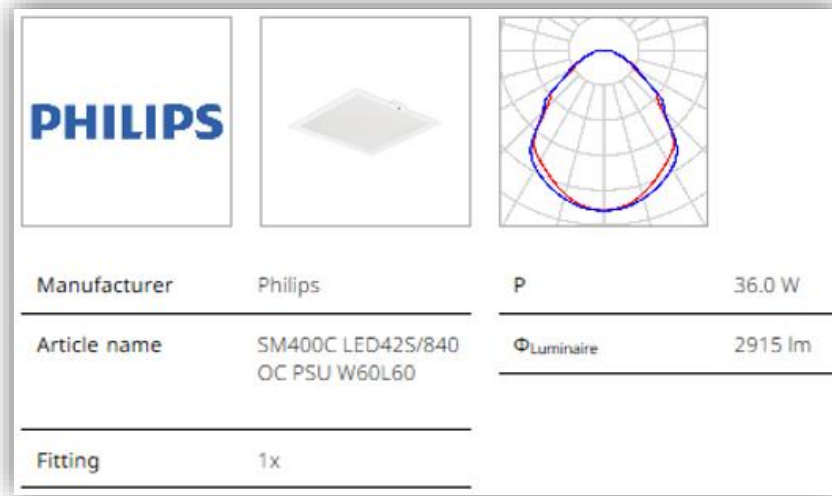 PHILIPS
Manufacturer Philips
Article name SM400C LED42S/840
OC PSU W60L60
Fitting 1x
P 36.0 W
ΦLuminaire 2915 lm